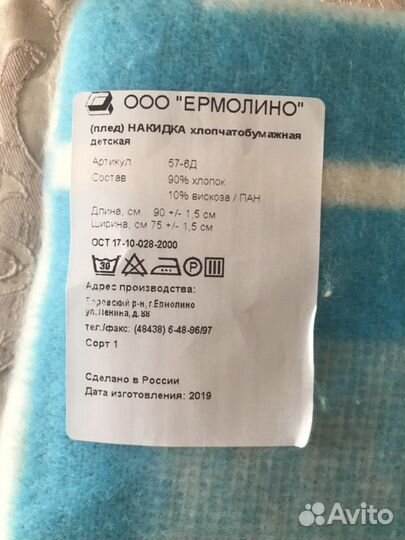 ООО "ЕРМОЛИНО"
(плед) НАКИДКА хлопчатобумажная
детская
Артикул 57-6Д
Состав 90% хлопок
10% вискоза / ПАН
Длина, см 90 +/- 1,5 см
Ширина, см 75 +/- 1,5 см
ОСТ 17-10-028-2000
30 P
Адрес производства:
Боровский р-н, г.Ермолино
ул.Ленина, д.88
тел./факс: (48438) 6-48-96/97
Сорт 1
Сделано в России
Дата изготовления: 2019
Avito